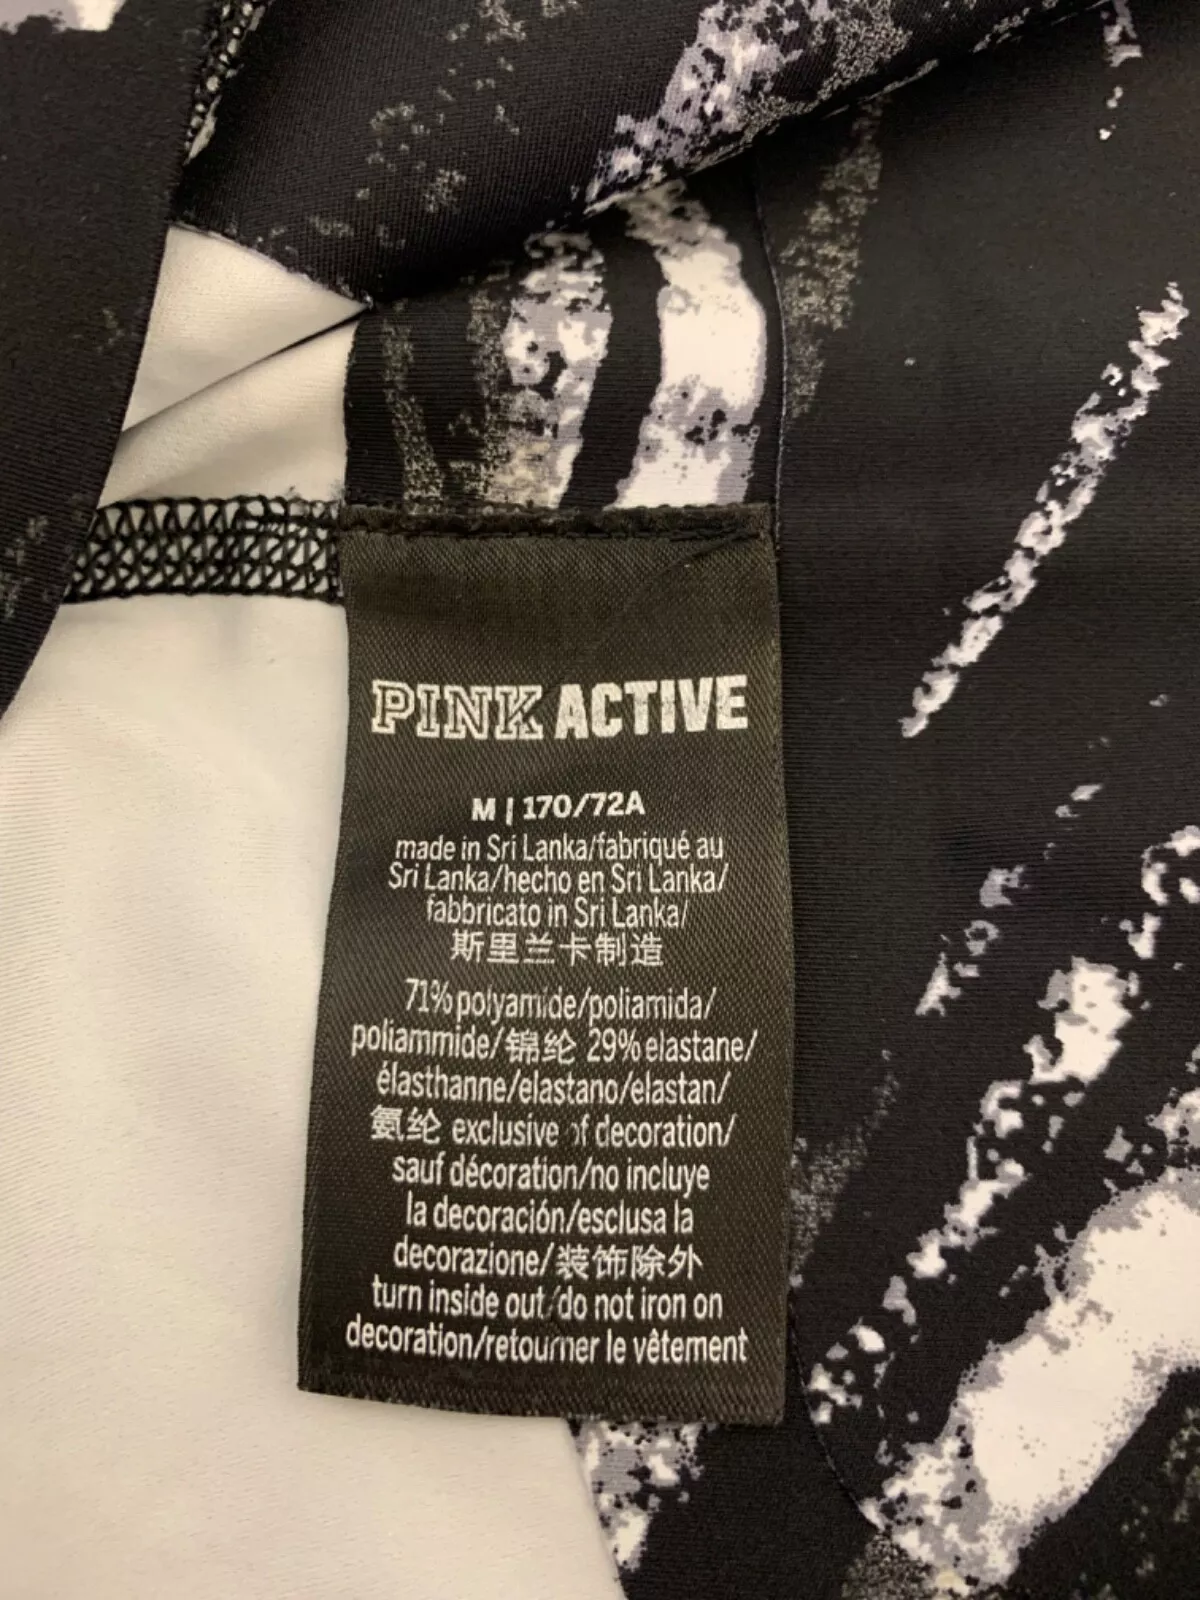 PINK ACTIVE
M | 170/72A
made in Sri Lanka/fabriqué au
Sri Lanka/hecho en Sri Lanka/
fabbricato in Sri Lanka/
斯里兰卡制造
71% polyamide/poliamida/
poliammide/锦纶 29% elastane/
élasthanne/elastano/elastan/
氨纶 exclusive of decoration/
sauf décoration/no incluye
la decoración/esclusa la
decorazione/装饰除外
turn inside out/do not iron on
decoration/retourner le vêtement